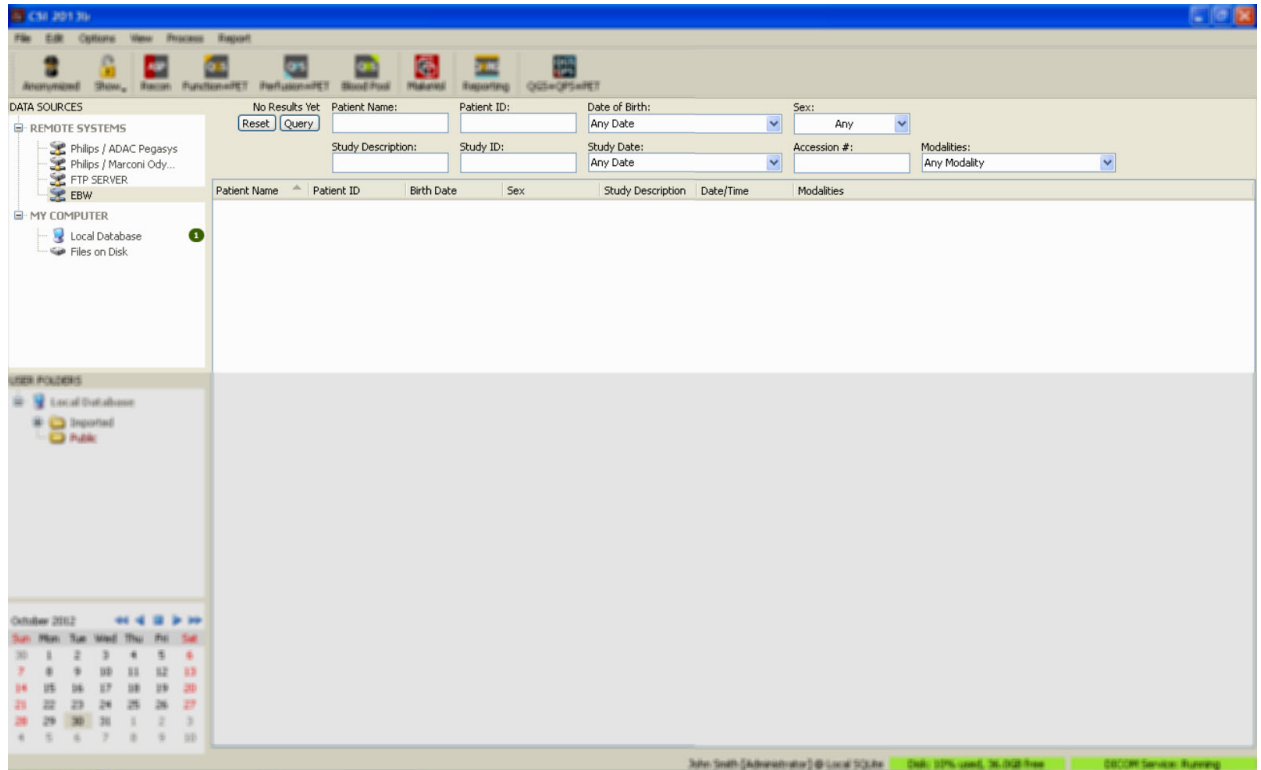 CSI 2013b
File Edit Options View Process Report
Anonymized Show Recon Function+PET Perfusion+PET Blood Pool MakeVol Reporting QGS+QPS+PET
DATA SOURCES
REMOTE SYSTEMS
Philips / ADAC Pegasys
Philips / Marconi Ody...
FTP SERVER
EBW
MY COMPUTER
Local Database 1
Files on Disk
No Results Yet Patient Name: Patient ID: Date of Birth: Sex:
Reset Query Any Date Any
Study Description: Study ID: Study Date: Accession #: Modalities:
Any Date Any Modality
Patient Name Patient ID Birth Date Sex Study Description Date/Time Modalities
USER FOLDERS
Local Database
Imported
Public
October 2012
Sun Mon Tue Wed Thu Fri Sat
30 1 2 3 4 5 6
7 8 9 10 11 12 13
14 15 16 17 18 19 20
21 22 23 24 25 26 27
28 29 30 31 1 2 3
4 5 6 7 8 9 10
John Smith [Administrator] @ Local SQLite Disk: 10% used, 36.0GB free DICOM Service: Running